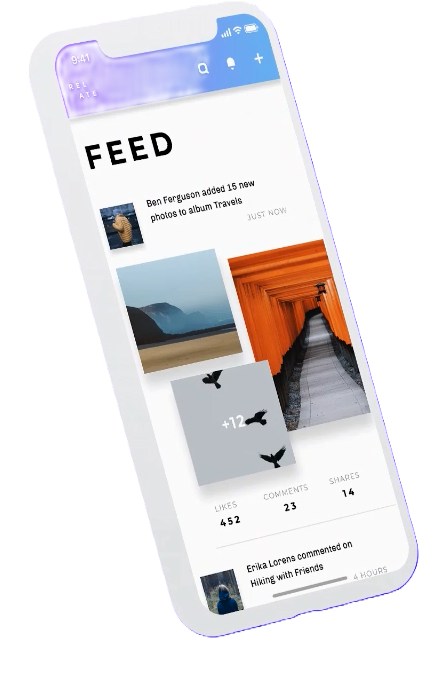 9:41
REL
ATE
FEED
Ben Ferguson added 15 new
photos to album Travels
JUST NOW
+12
LIKES
COMMENTS
SHARES
452
23
14
Erika Lorens commented on
Hiking with Friends
4 HOURS